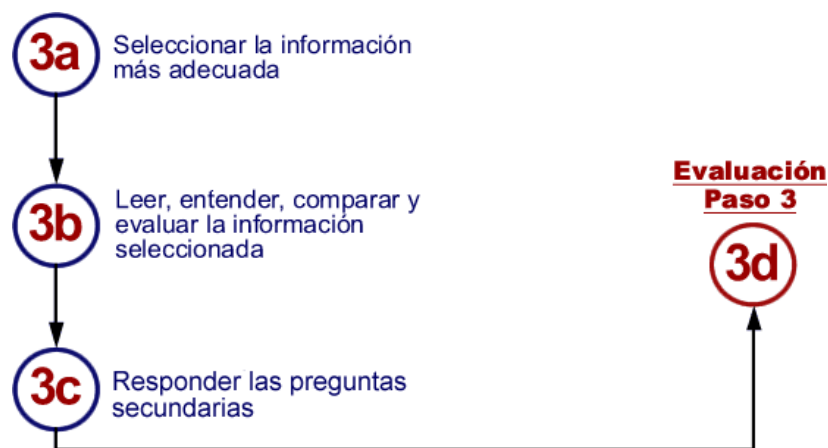 3a
Seleccionar la información
más adecuada
3b
Leer, entender, comparar y
evaluar la información
seleccionada
3c
Responder las preguntas
secundarias
Evaluación
Paso 3
3d